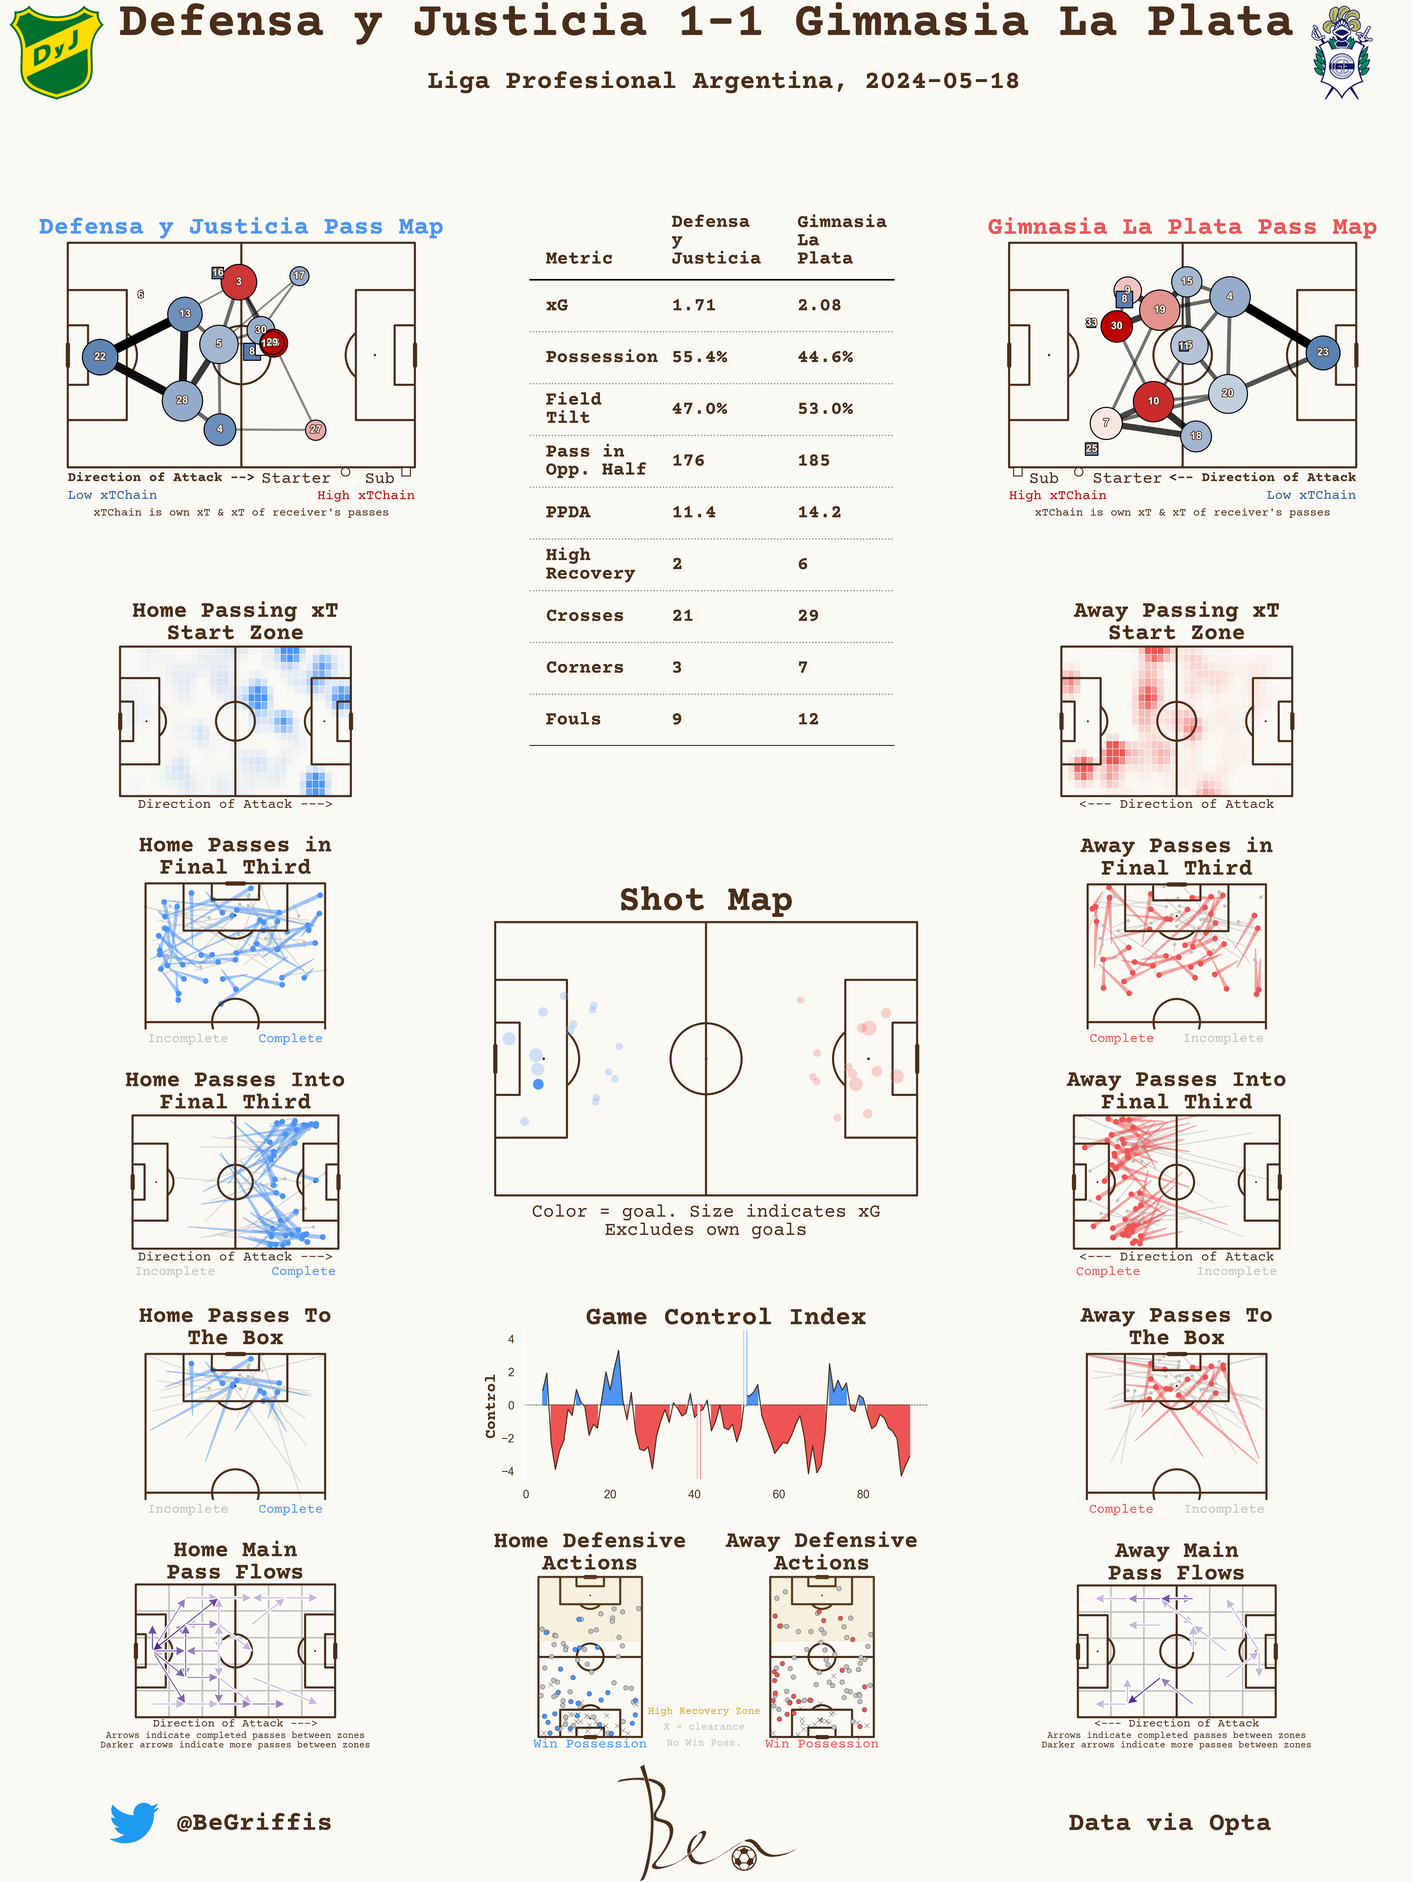 Defensa y Justicia 1-1 Gimnasia La Plata
DyJ
Liga Profesional Argentina, 2024-05-18
Defensa y Justicia Pass Map
16
3
17
6
13
30
5
8
29
22
28
4
27
Direction of Attack --> Starter Sub
Low xTChain High xTChain
xTChain is own xT & xT of receiver's passes
Metric Defensa y Justicia Gimnasia La Plata
xG 1.71 2.08
Possession 55.4% 44.6%
Field Tilt 47.0% 53.0%
Pass in Opp. Half 176 185
PPDA 11.4 14.2
High Recovery 2 6
Crosses 21 29
Corners 3 7
Fouls 9 12
Gimnasia La Plata Pass Map
9
8
15
4
19
33
30
23
20
10
7
18
25
Sub Starter <-- Direction of Attack
High xTChain Low xTChain
xTChain is own xT & xT of receiver's passes
Home Passing xT
Start Zone
Direction of Attack --->
Away Passing xT
Start Zone
<--- Direction of Attack
Home Passes in
Final Third
Incomplete Complete
Away Passes in
Final Third
Complete Incomplete
Shot Map
Color = goal. Size indicates xG
Excludes own goals
Home Passes Into
Final Third
Direction of Attack --->
Incomplete Complete
Away Passes Into
Final Third
<--- Direction of Attack
Complete Incomplete
Home Passes To
The Box
Incomplete Complete
Game Control Index
Control
4
2
0
−2
−4
0 20 40 60 80
Away Passes To
The Box
Complete Incomplete
Home Main
Pass Flows
Direction of Attack --->
Arrows indicate completed passes between zones
Darker arrows indicate more passes between zones
Home Defensive
Actions
Win Possession
High Recovery Zone
X = clearance
No Win Poss.
Away Defensive
Actions
Win Possession
Away Main
Pass Flows
<--- Direction of Attack
Arrows indicate completed passes between zones
Darker arrows indicate more passes between zones
@BeGriffis
Ben
Data via Opta